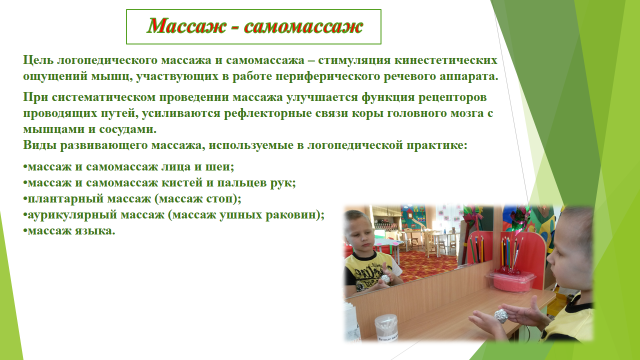 Массаж - самомассаж
Цель логопедического массажа и самомассажа – стимуляция кинестетических
ощущений мышц, участвующих в работе периферического речевого аппарата.
При систематическом проведении массажа улучшается функция рецепторов
проводящих путей, усиливаются рефлекторные связи коры головного мозга с
мышцами и сосудами.
Виды развивающего массажа, используемые в логопедической практике:
•массаж и самомассаж лица и шеи;
•массаж и самомассаж кистей и пальцев рук;
•плантарный массаж (массаж стоп);
•аурикулярный массаж (массаж ушных раковин);
•массаж языка.